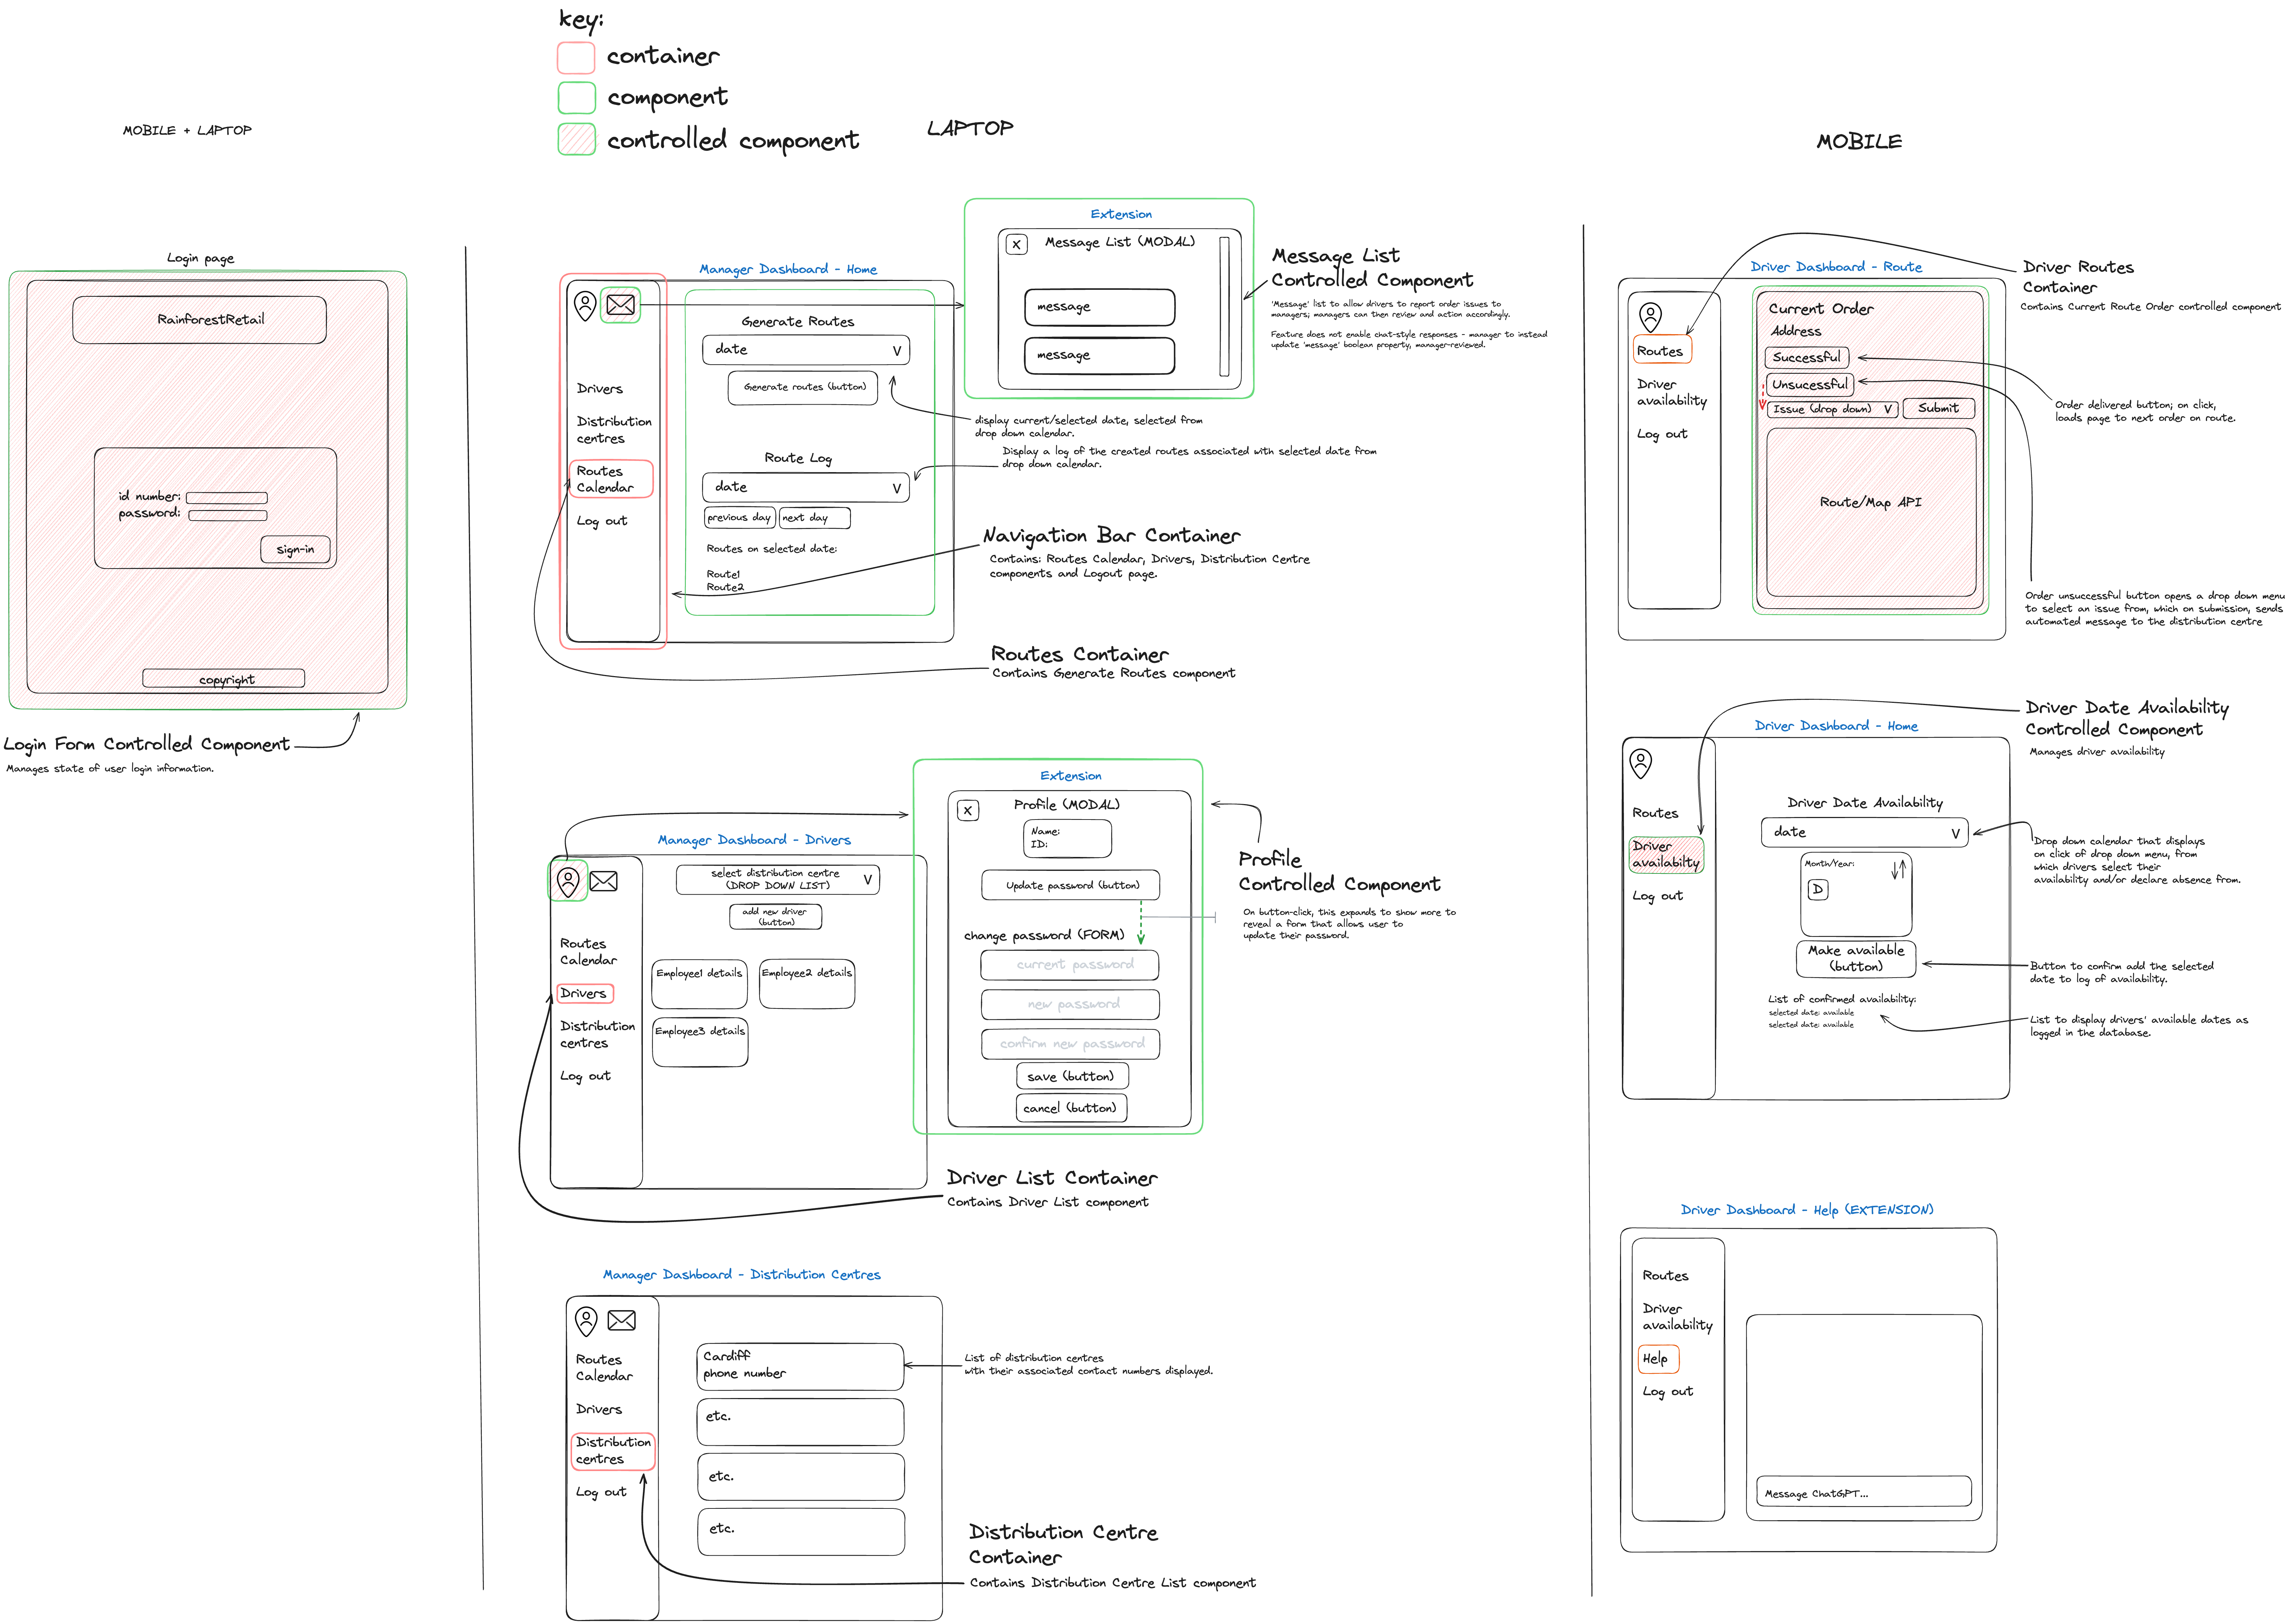 key:
container
component
controlled component
MOBILE + LAPTOP
LAPTOP
MOBILE
Login page
RainforestRetail
id number:
password:
sign-in
copyright
Login Form Controlled Component
Manages state of user login information.
Manager Dashboard - Home
Drivers
Distribution
centres
Routes
Calendar
Log out
Generate Routes
date
V
Generate routes (button)
Route Log
date
V
previous day
next day
Routes on selected date:
Route1
Route2
Extension
X
Message List (MODAL)
message
message
Message List
Controlled Component
'Message' list to allow drivers to report order issues to
managers; managers can then review and action accordingly.
Feature does not enable chat-style responses - manager to instead
update 'message' boolean property, manager-reviewed.
display current/selected date, selected from
drop down calendar.
Display a log of the created routes associated with selected date from
drop down calendar.
Navigation Bar Container
Contains: Routes Calendar, Drivers, Distribution Centre
components and Logout page.
Routes Container
Contains Generate Routes component
Manager Dashboard - Drivers
Routes
Calendar
Drivers
Distribution
centres
Log out
select distribution centre
(DROP DOWN LIST)
V
add new driver
(button)
Employee1 details
Employee2 details
Employee3 details
Extension
X
Profile (MODAL)
Name:
ID:
Update password (button)
change password (FORM)
current password
new password
confirm new password
save (button)
cancel (button)
Profile
Controlled Component
On button-click, this expands to show more to
reveal a form that allows user to
update their password.
Driver List Container
Contains Driver List component
Manager Dashboard - Distribution Centres
Routes
Calendar
Drivers
Distribution
centres
Log out
Cardiff
phone number
etc.
etc.
etc.
List of distribution centres
with their associated contact numbers displayed.
Distribution Centre
Container
Contains Distribution Centre List component
Driver Dashboard - Route
Routes
Driver
availability
Log out
Current Order
Address
Successful
Unsucessful
Issue (drop down) V
Submit
Route/Map API
Driver Routes
Container
Contains Current Route Order controlled component
Order delivered button; on click,
loads page to next order on route.
Order unsuccessful button opens a drop down menu
to select an issue from, which on submission, sends
automated message to the distribution centre
Driver Dashboard - Home
Routes
Driver
availabilty
Log out
Driver Date Availability
date
V
Month/Year:
D
Make available
(button)
List of confirmed availability:
selected date: available
selected date: available
Driver Date Availability
Controlled Component
Manages driver availability
Drop down calendar that displays
on click of drop down menu, from
which drivers select their
availability and/or declare absence from.
Button to confirm add the selected
date to log of availability.
List to display drivers' available dates as
logged in the database.
Driver Dashboard - Help (EXTENSION)
Routes
Driver
availability
Help
Log out
Message ChatGPT...